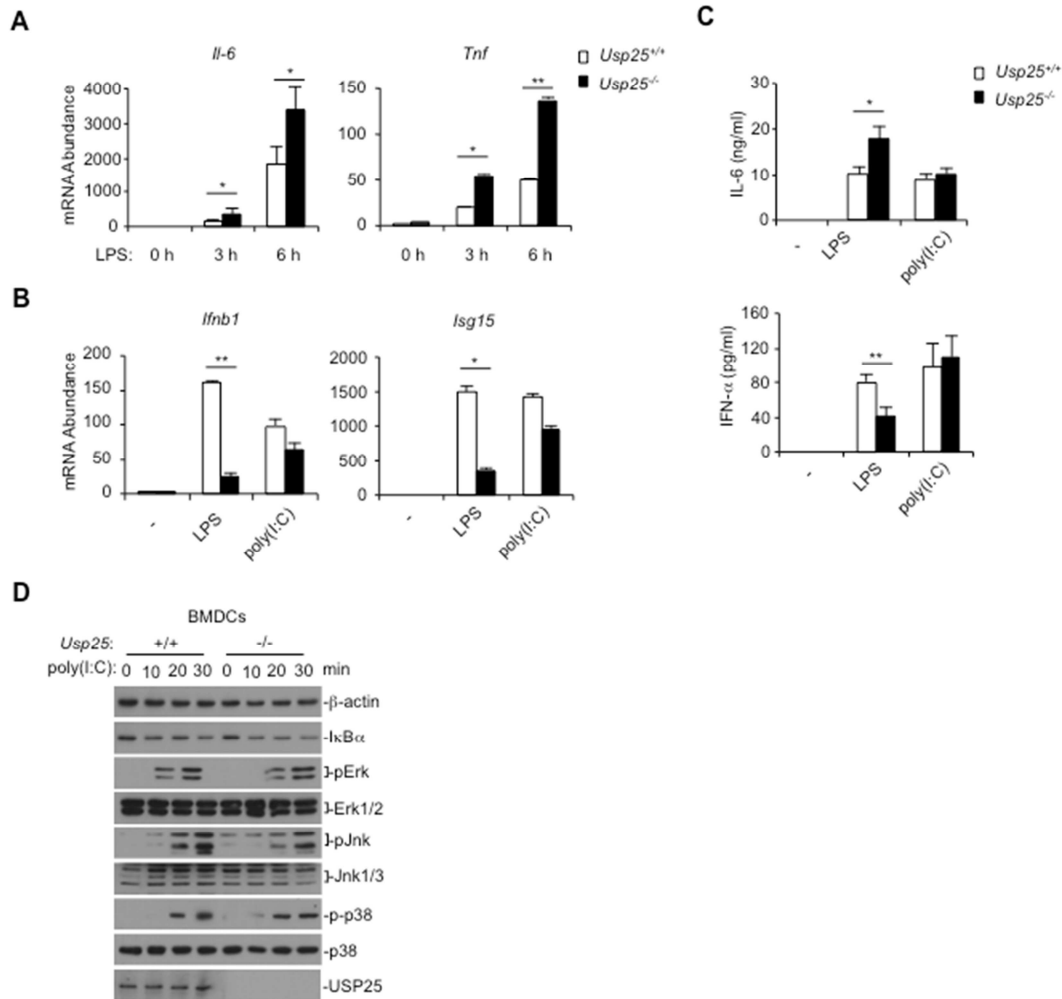 A
Il-6
Tnf
Usp25+/+
Usp25-/-
mRNA Abundance
4000
3000
2000
1000
0
150
100
50
0
* *
* **
LPS: 0 h 3 h 6 h
0 h 3 h 6 h
B
Ifnb1
Isg15
mRNA Abundance
200
150
100
50
0
2000
1500
1000
500
0
**
*
- LPS poly(I:C)
- LPS poly(I:C)
C
Usp25+/+
Usp25-/-
IL-6 (ng/ml)
30
20
10
0
*
- LPS poly(I:C)
IFN-α (pg/ml)
160
120
80
40
0
**
- LPS poly(I:C)
D
BMDCs
Usp25: +/+ -/-
poly(I:C): 0 10 20 30 0 10 20 30 min
-β-actin
-IκBα
]-pErk
]-Erk1/2
]-pJnk
]-Jnk1/3
-p-p38
-p38
-USP25